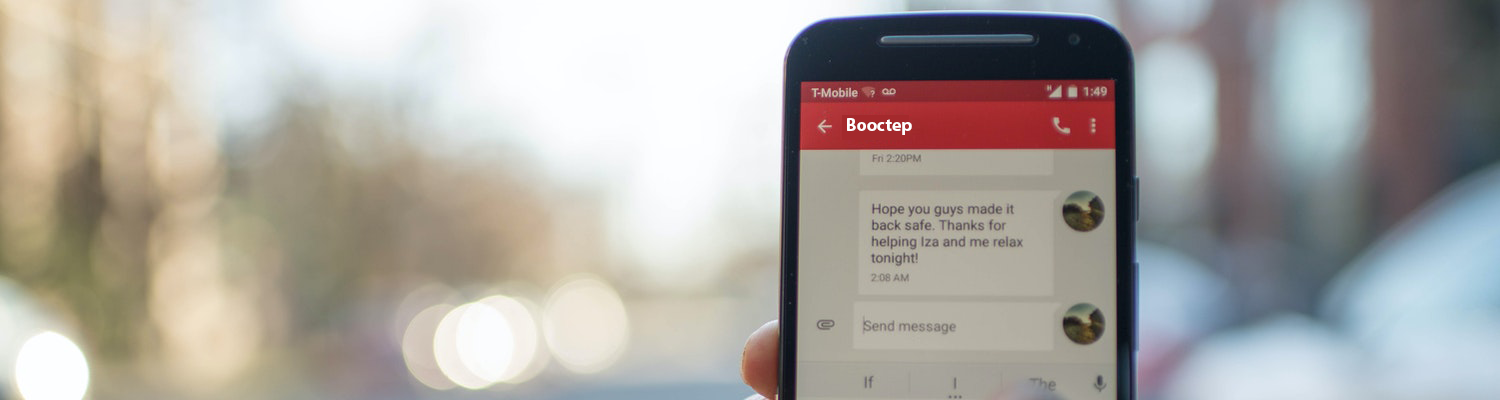 T-Mobile 1:49
Booctep
Fri 2:20PM
Hope you guys made it
back safe. Thanks for
helping Iza and me relax
tonight!
2:08 AM
Send message
If I The